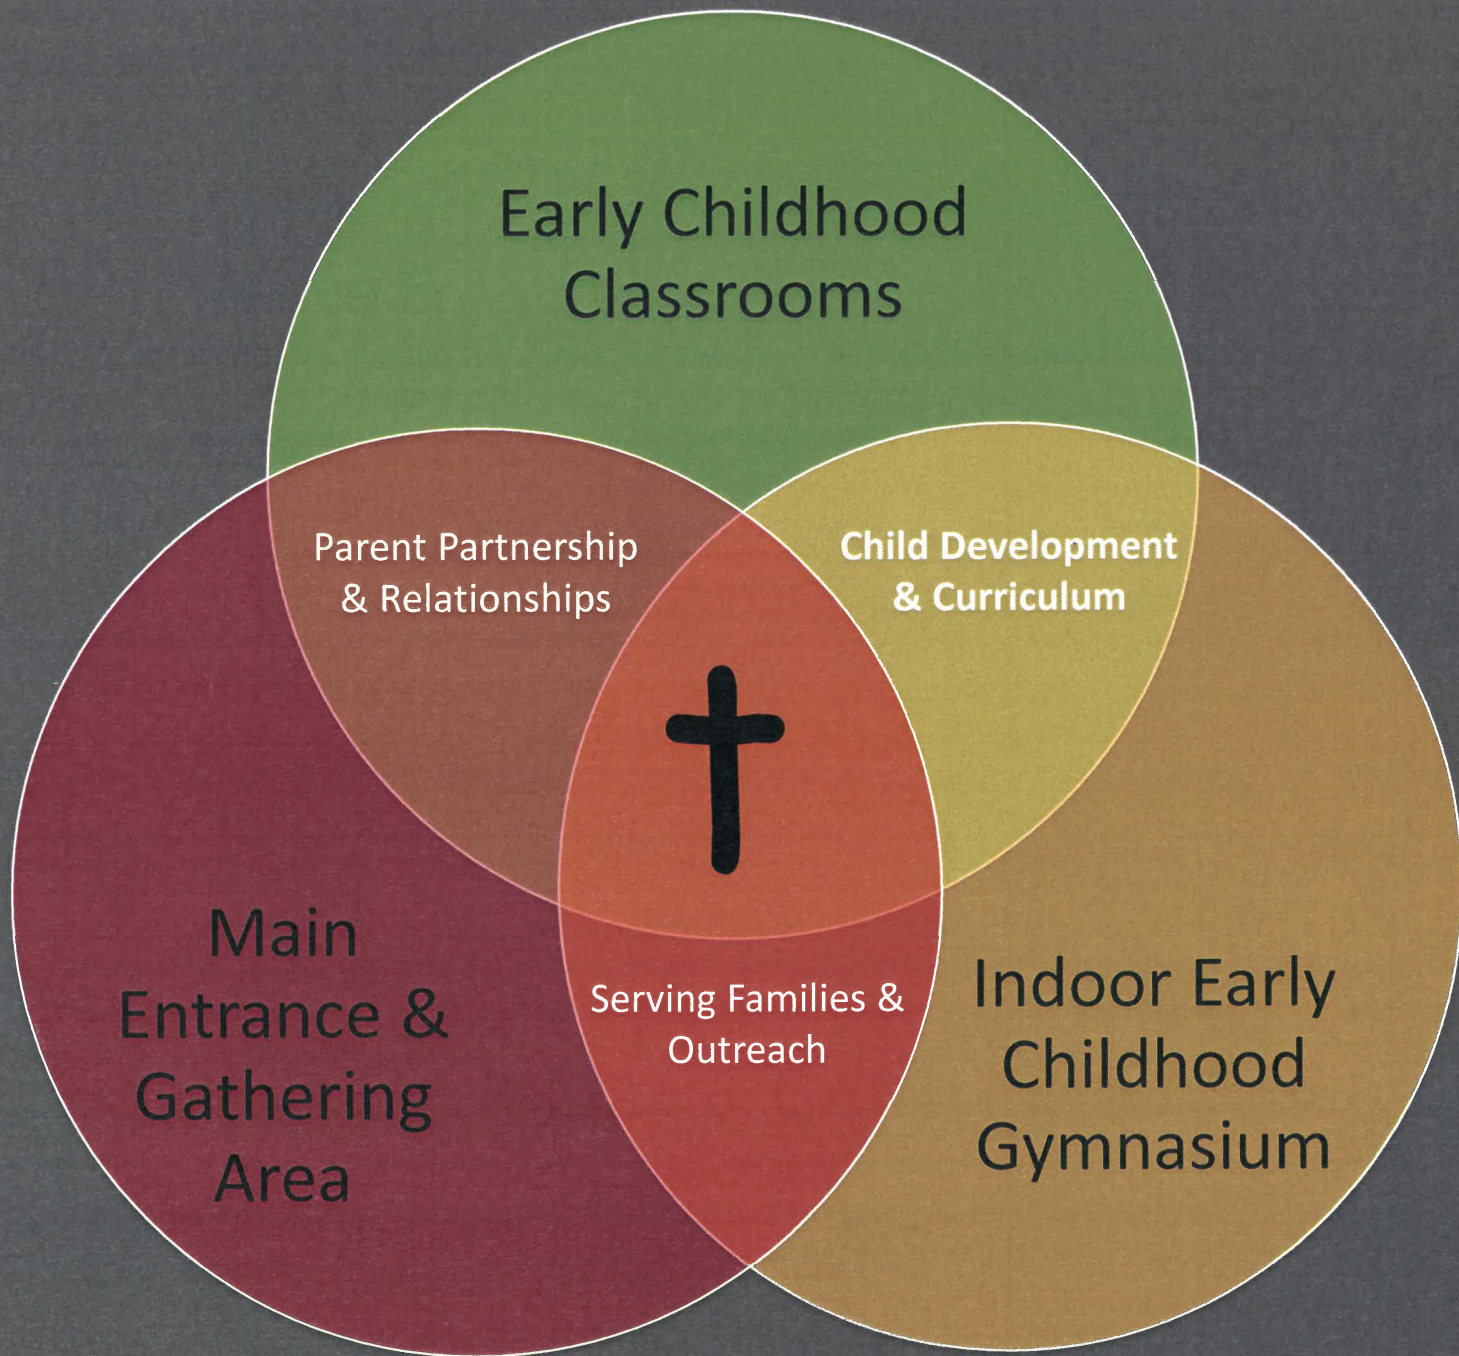 Early Childhood
Classrooms
Parent Partnership
& Relationships
Child Development
& Curriculum
Main
Entrance &
Gathering
Area
Serving Families &
Outreach
Indoor Early
Childhood
Gymnasium